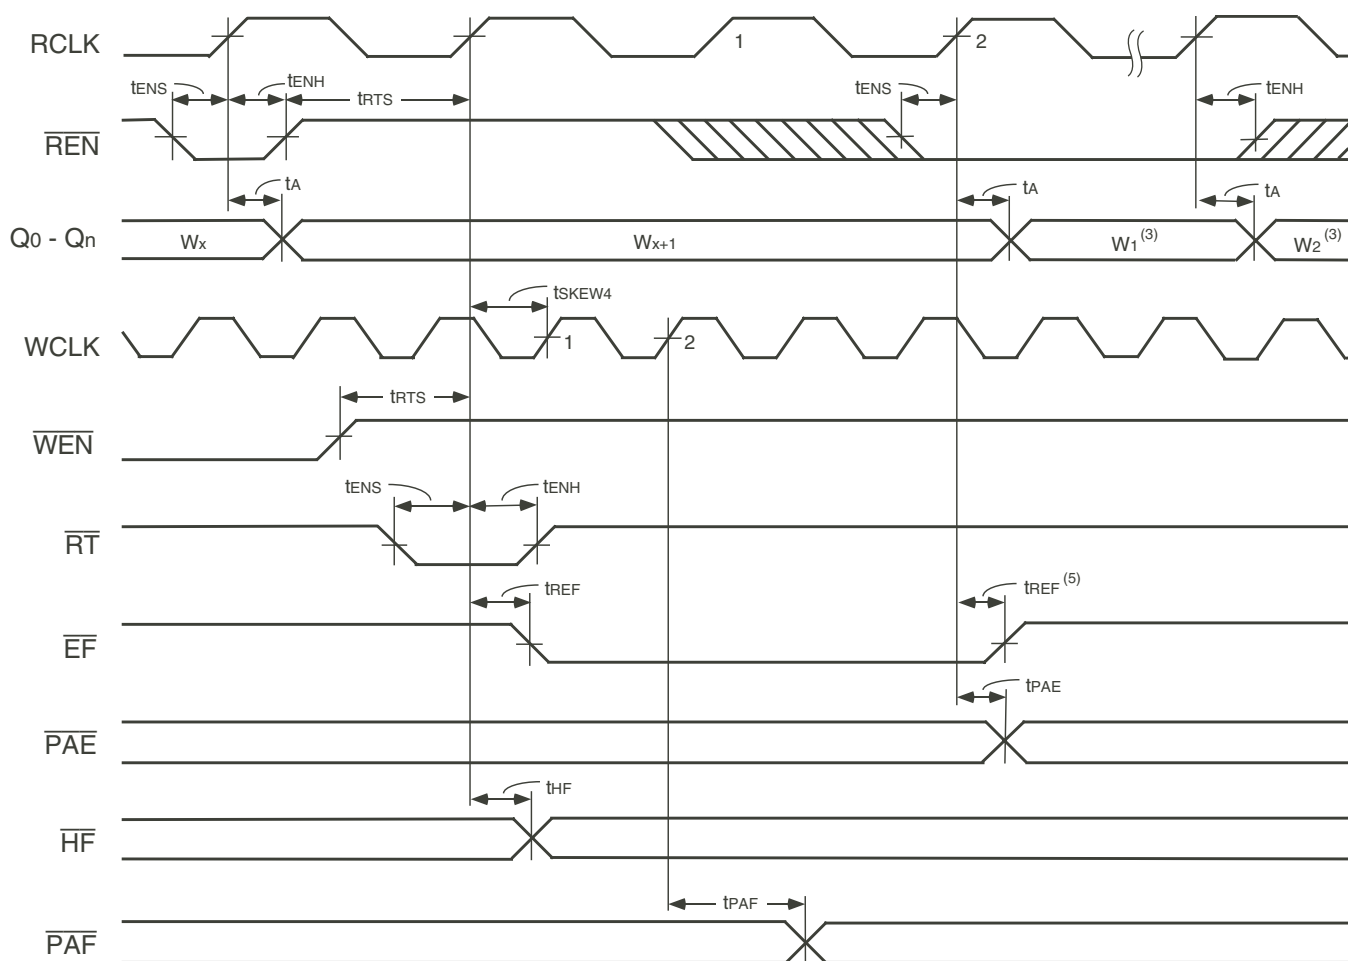 RCLK 1 2
tENS tENH tRTS tENS tENH
REN
tA tA tA
Q0 - Qn Wx Wx+1 W1(3) W2(3)
tSKEW4
WCLK 1 2
tRTS
WEN
tENS tENH
RT
tREF tREF(5)
EF
tPAE
PAE
tHF
HF
tPAF
PAF